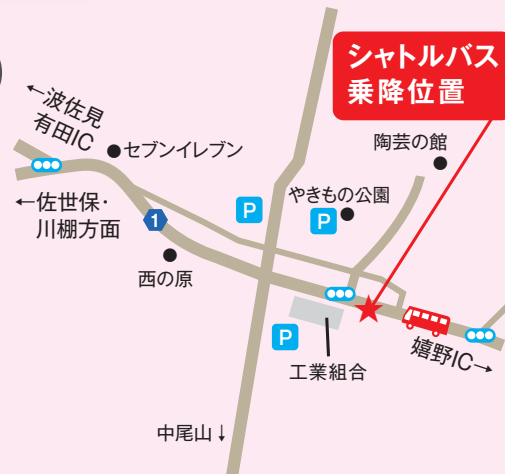 シャトルバス
乗降位置
←波佐見
有田IC
セブンイレブン
陶芸の館
←佐世保・
川棚方面
1
P
やきもの公園
P
西の原
P
工業組合
嬉野IC→
中尾山↓